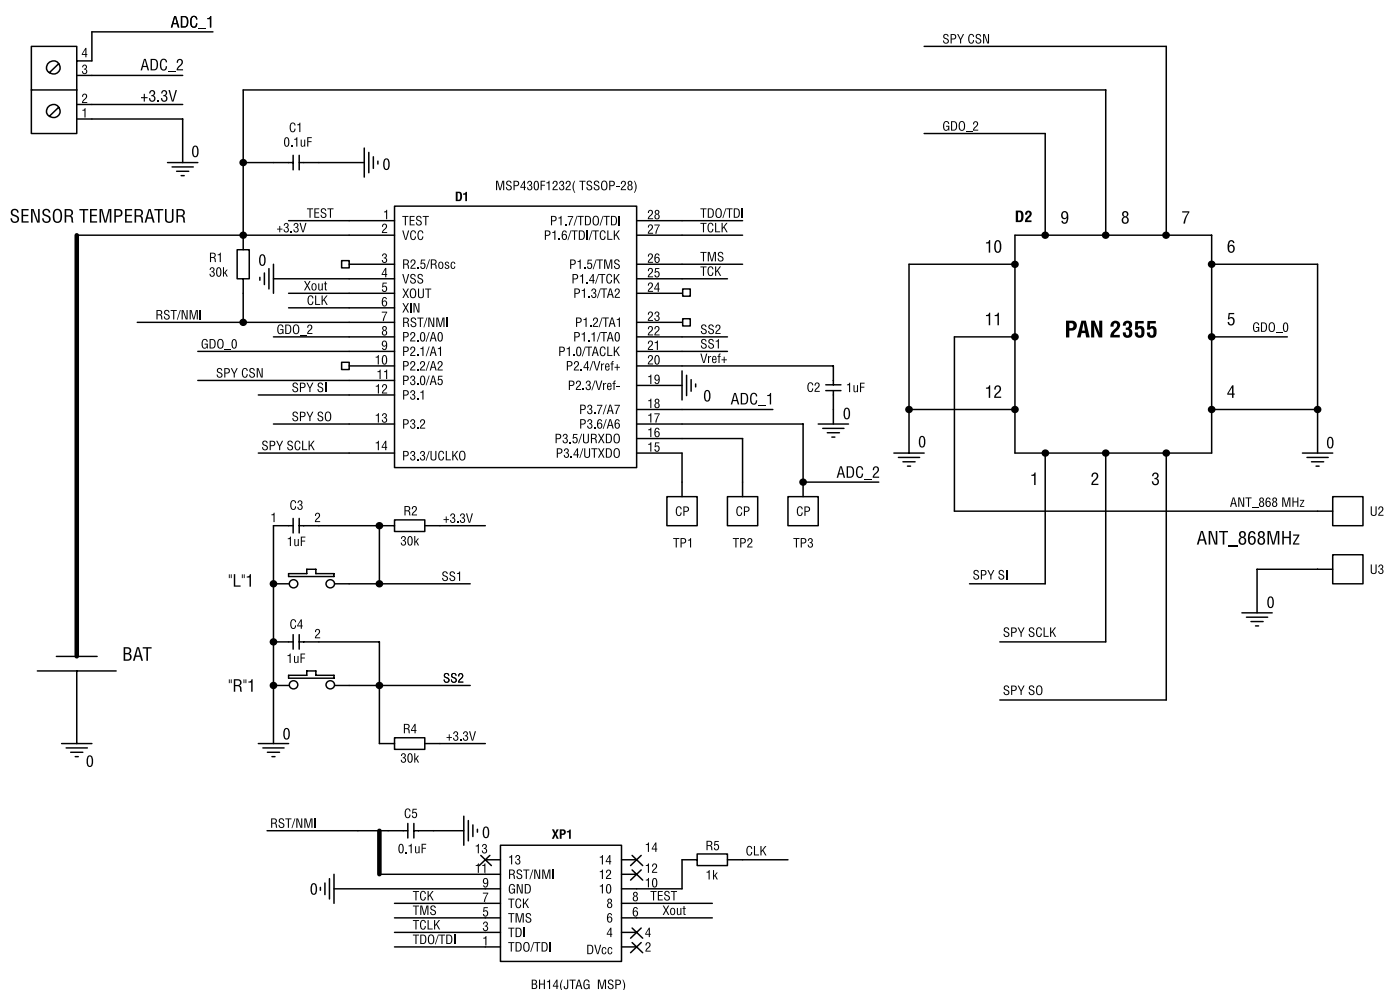 ADC_1
4
3
ADC_2
2
+3.3V
1
0
SENSOR TEMPERATUR
BAT
0
C1
0.1uF
0
R1
30k
0
MSP430F1232( TSSOP-28)
D1
TEST 1 TEST
+3.3V 2 VCC
3 R2.5/Rosc
4 VSS
Xout 5 XOUT
CLK 6 XIN
RST/NMI 7 RST/NMI
GDO_2 8 P2.0/A0
GDO_0 9 P2.1/A1
10 P2.2/A2
SPY CSN 11 P3.0/A5
SPY SI 12 P3.1
SPY SO 13 P3.2
SPY SCLK 14 P3.3/UCLKO
P1.7/TDO/TDI 28 TDO/TDI
P1.6/TDI/TCLK 27 TCLK
P1.5/TMS 26 TMS
P1.4/TCK 25 TCK
P1.3/TA2 24
P1.2/TA1 23
P1.1/TA0 22 SS2
P1.0/TACLK 21 SS1
P2.4/Vref+ 20 Vref+
P2.3/Vref- 19
0
P3.7/A7 18 ADC_1
P3.6/A6 17
P3.5/URXDO 16
P3.4/UTXDO 15
C2 1uF
0
ADC_2
CP CP CP
TP1 TP2 TP3
SPY CSN
GDO_2
D2
9 8 7
10 6
11 5
GDO_0
PAN 2355
12 4
0 0
1 2 3
ANT_868 MHz
U2
ANT_868MHz
U3
0
SPY SI
SPY SCLK
SPY SO
C3
1 2
1uF
R2
30k
+3.3V
"L"1
SS1
C4
2
1uF
"R"1
SS2
0
R4
30k
+3.3V
RST/NMI
C5
0.1uF
0
XP1
13 13
11 RST/NMI
0
9 GND
TCK 7 TCK
TMS 5 TMS
TCLK 3 TDI
TDO/TDI 1 TDO/TDI
14 14
12 12
10 10
8 8 TEST
6 6 Xout
4 4
DVcc 2
R5
1k
CLK
BH14(JTAG MSP)